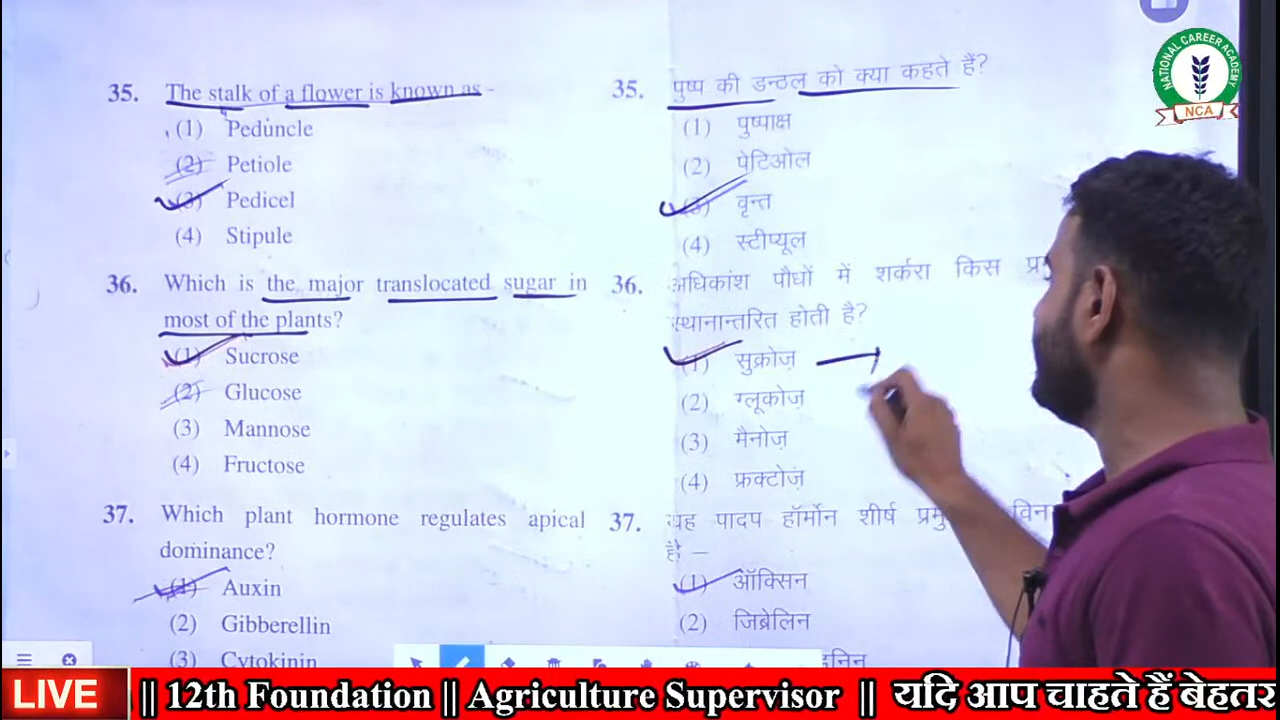 35. The stalk of a flower is known as -
(1) Peduncle
(2) Petiole
(3) Pedicel
(4) Stipule
36. Which is the major translocated sugar in
most of the plants?
(1) Sucrose
(2) Glucose
(3) Mannose
(4) Fructose
37. Which plant hormone regulates apical
dominance?
(1) Auxin
(2) Gibberellin
(3) Cytokinin
35. पुष्प की डन्ठल को क्या कहते हैं?
(1) पुष्पाक्ष
(2) पेटिओल
(3) वृन्त
(4) स्टीप्यूल
36. अधिकांश पौधों में शर्करा किस
स्थानान्तरित होती है?
(1) सुक्रोज़
(2) ग्लूकोज़
(3) मैनोज़
(4) फ्रक्टोज़
37. यह पादप हॉर्मोन शीर्ष
है –
(1) ऑक्सिन
(2) जिब्रेलिन
NATIONAL CAREER ACADEMY
NCA
LIVE || 12th Foundation || Agriculture Supervisor || यदि आप चाहते हैं बेहतर